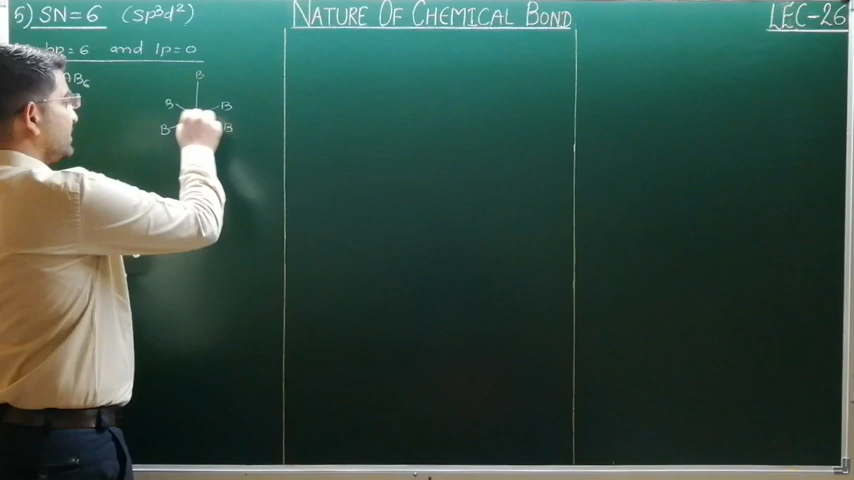 5) SN=6 (sp³d²)
NATURE OF CHEMICAL BOND
LEC-26
bp = 6 and lp = 0
AB₆
B
B B
B B